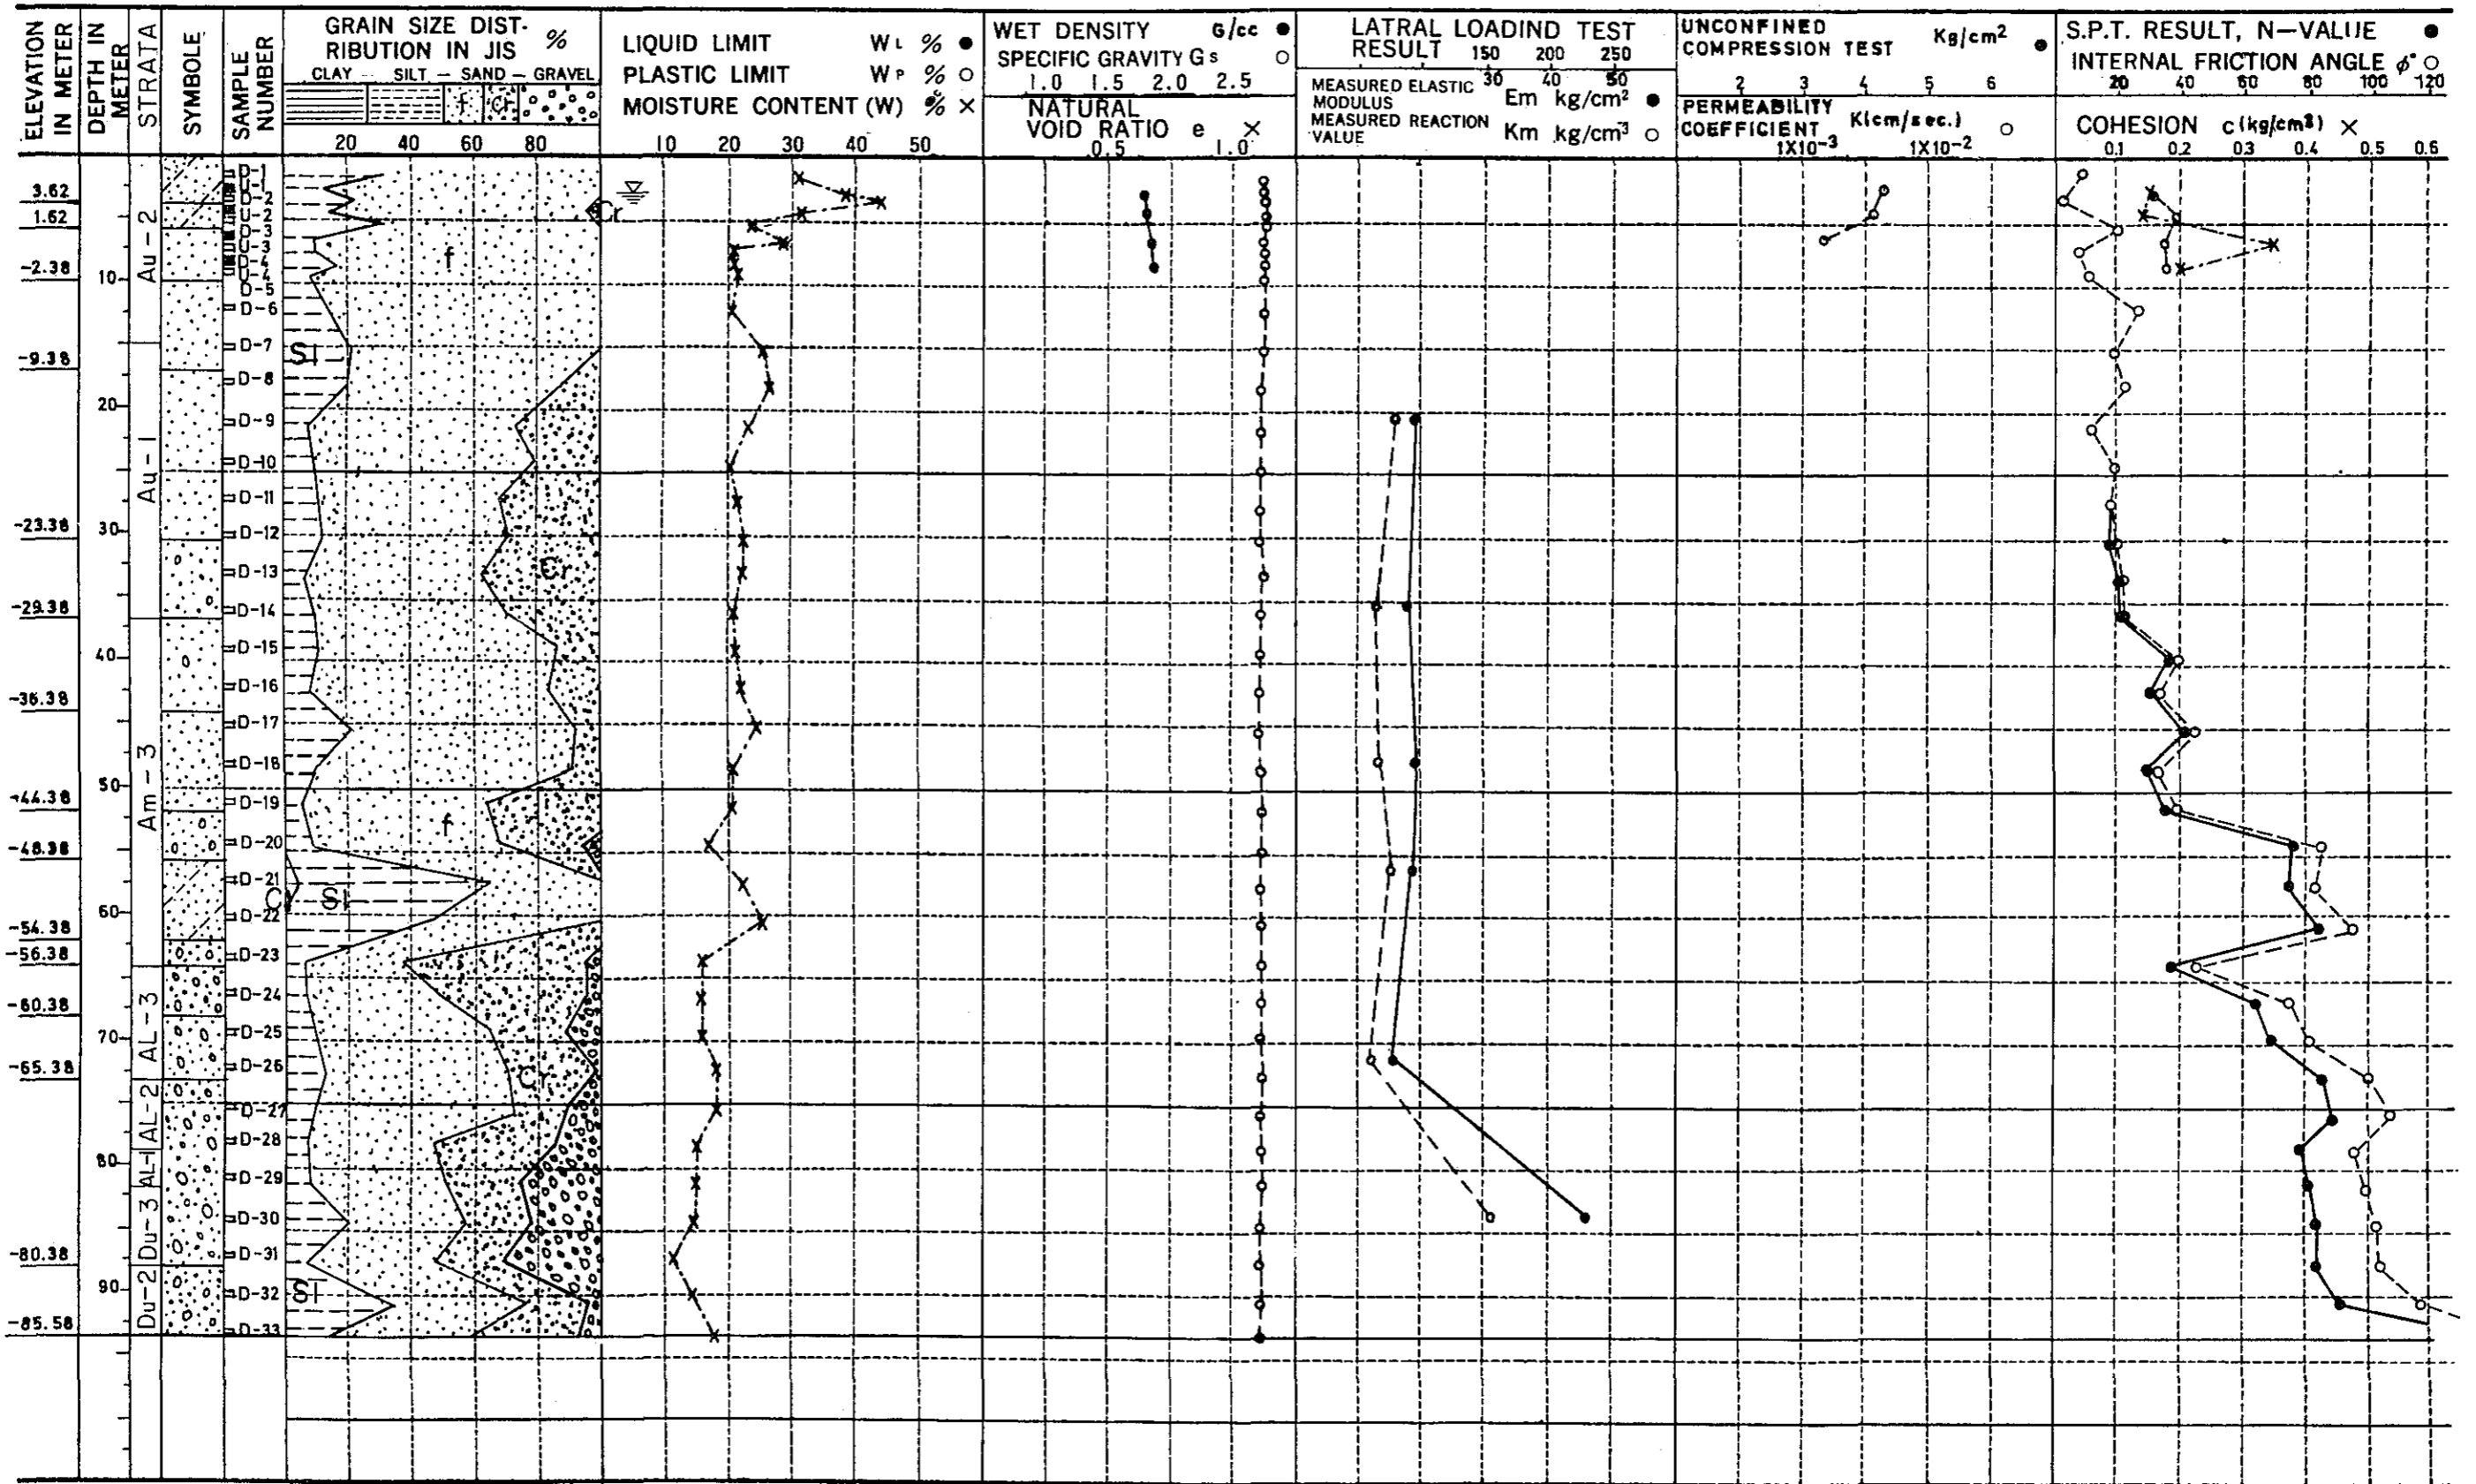 ELEVATION IN METER
DEPTH IN METER
STRATA
SYMBOLE
SAMPLE NUMBER
GRAIN SIZE DIST-
RIBUTION IN JIS %
CLAY - SILT - SAND - GRAVEL
f Cr
20 40 60 80
LIQUID LIMIT WL % ●
PLASTIC LIMIT WP % ○
MOISTURE CONTENT (W) % ×
10 20 30 40 50
WET DENSITY G/cc ●
SPECIFIC GRAVITY Gs ○
1.0 1.5 2.0 2.5
NATURAL
VOID RATIO e ×
0.5 1.0
LATRAL LOADIND TEST
RESULT 150 200 250
30 40 50
MEASURED ELASTIC
MODULUS Em kg/cm² ●
MEASURED REACTION
VALUE Km kg/cm³ ○
UNCONFINED
COMPRESSION TEST Kg/cm² ●
2 3 4 5 6
PERMEABILITY
COEFFICIENT K(cm/sec.) ○
1X10-3 1X10-2
S.P.T. RESULT, N-VALUE ●
INTERNAL FRICTION ANGLE ϕ° ○
20 40 60 80 100 120
COHESION c(kg/cm²) ×
0.1 0.2 0.3 0.4 0.5 0.6
3.62
1.62
-2.38
-9.38
-23.38
-29.38
-36.38
-44.38
-48.38
-54.38
-56.38
-60.38
-65.38
-80.38
-85.58
10
20
30
40
50
60
70
80
90
Au-2
Au-1
Am-3
AL-3
AL-2
AL-1
Du-3
Du-2
D-1
U-1
D-2
U-2
D-3
U-3
D-4
U-4
D-5
D-6
D-7
D-8
D-9
D-10
D-11
D-12
D-13
D-14
D-15
D-16
D-17
D-18
D-19
D-20
D-21
D-22
D-23
D-24
D-25
D-26
D-27
D-28
D-29
D-30
D-31
D-32
D-33
Cr
f
Sl
Cr
f
Cy Sl
Cr
Sl